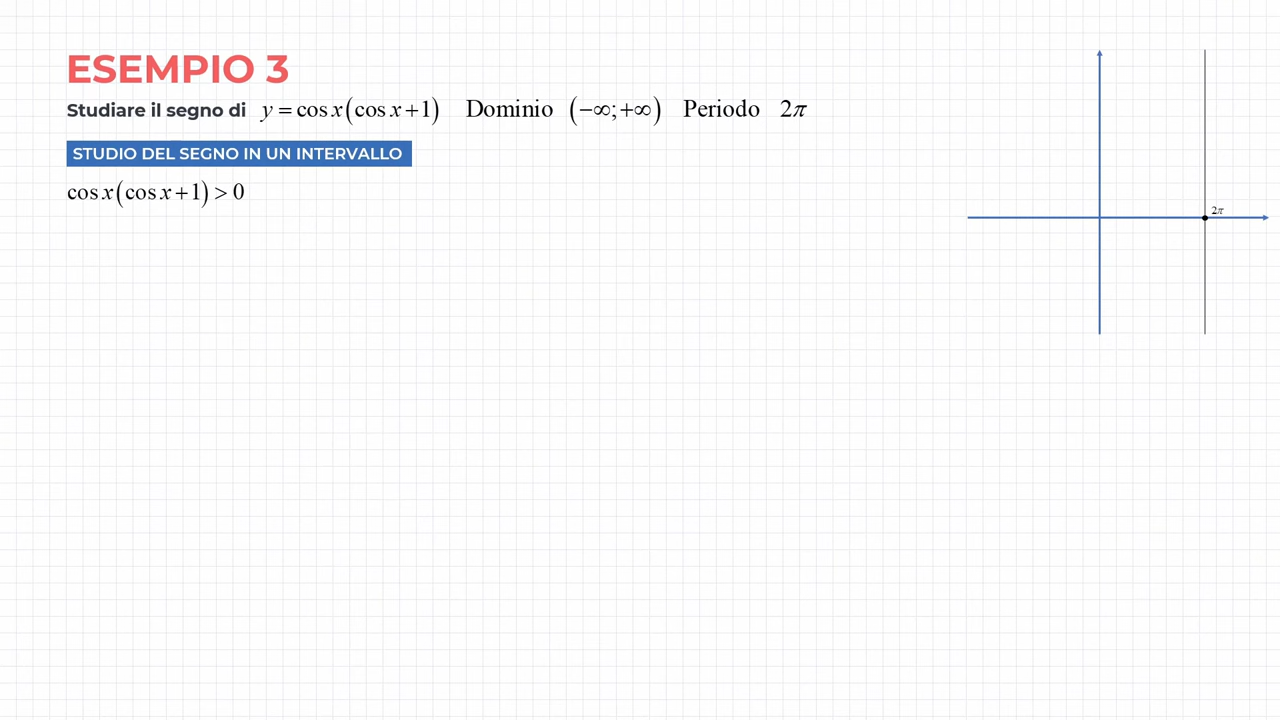 ESEMPIO 3
Studiare il segno di y = cos x(cos x+1) Dominio (−∞;+∞) Periodo 2π
STUDIO DEL SEGNO IN UN INTERVALLO
cos x(cos x+1) > 0
2π